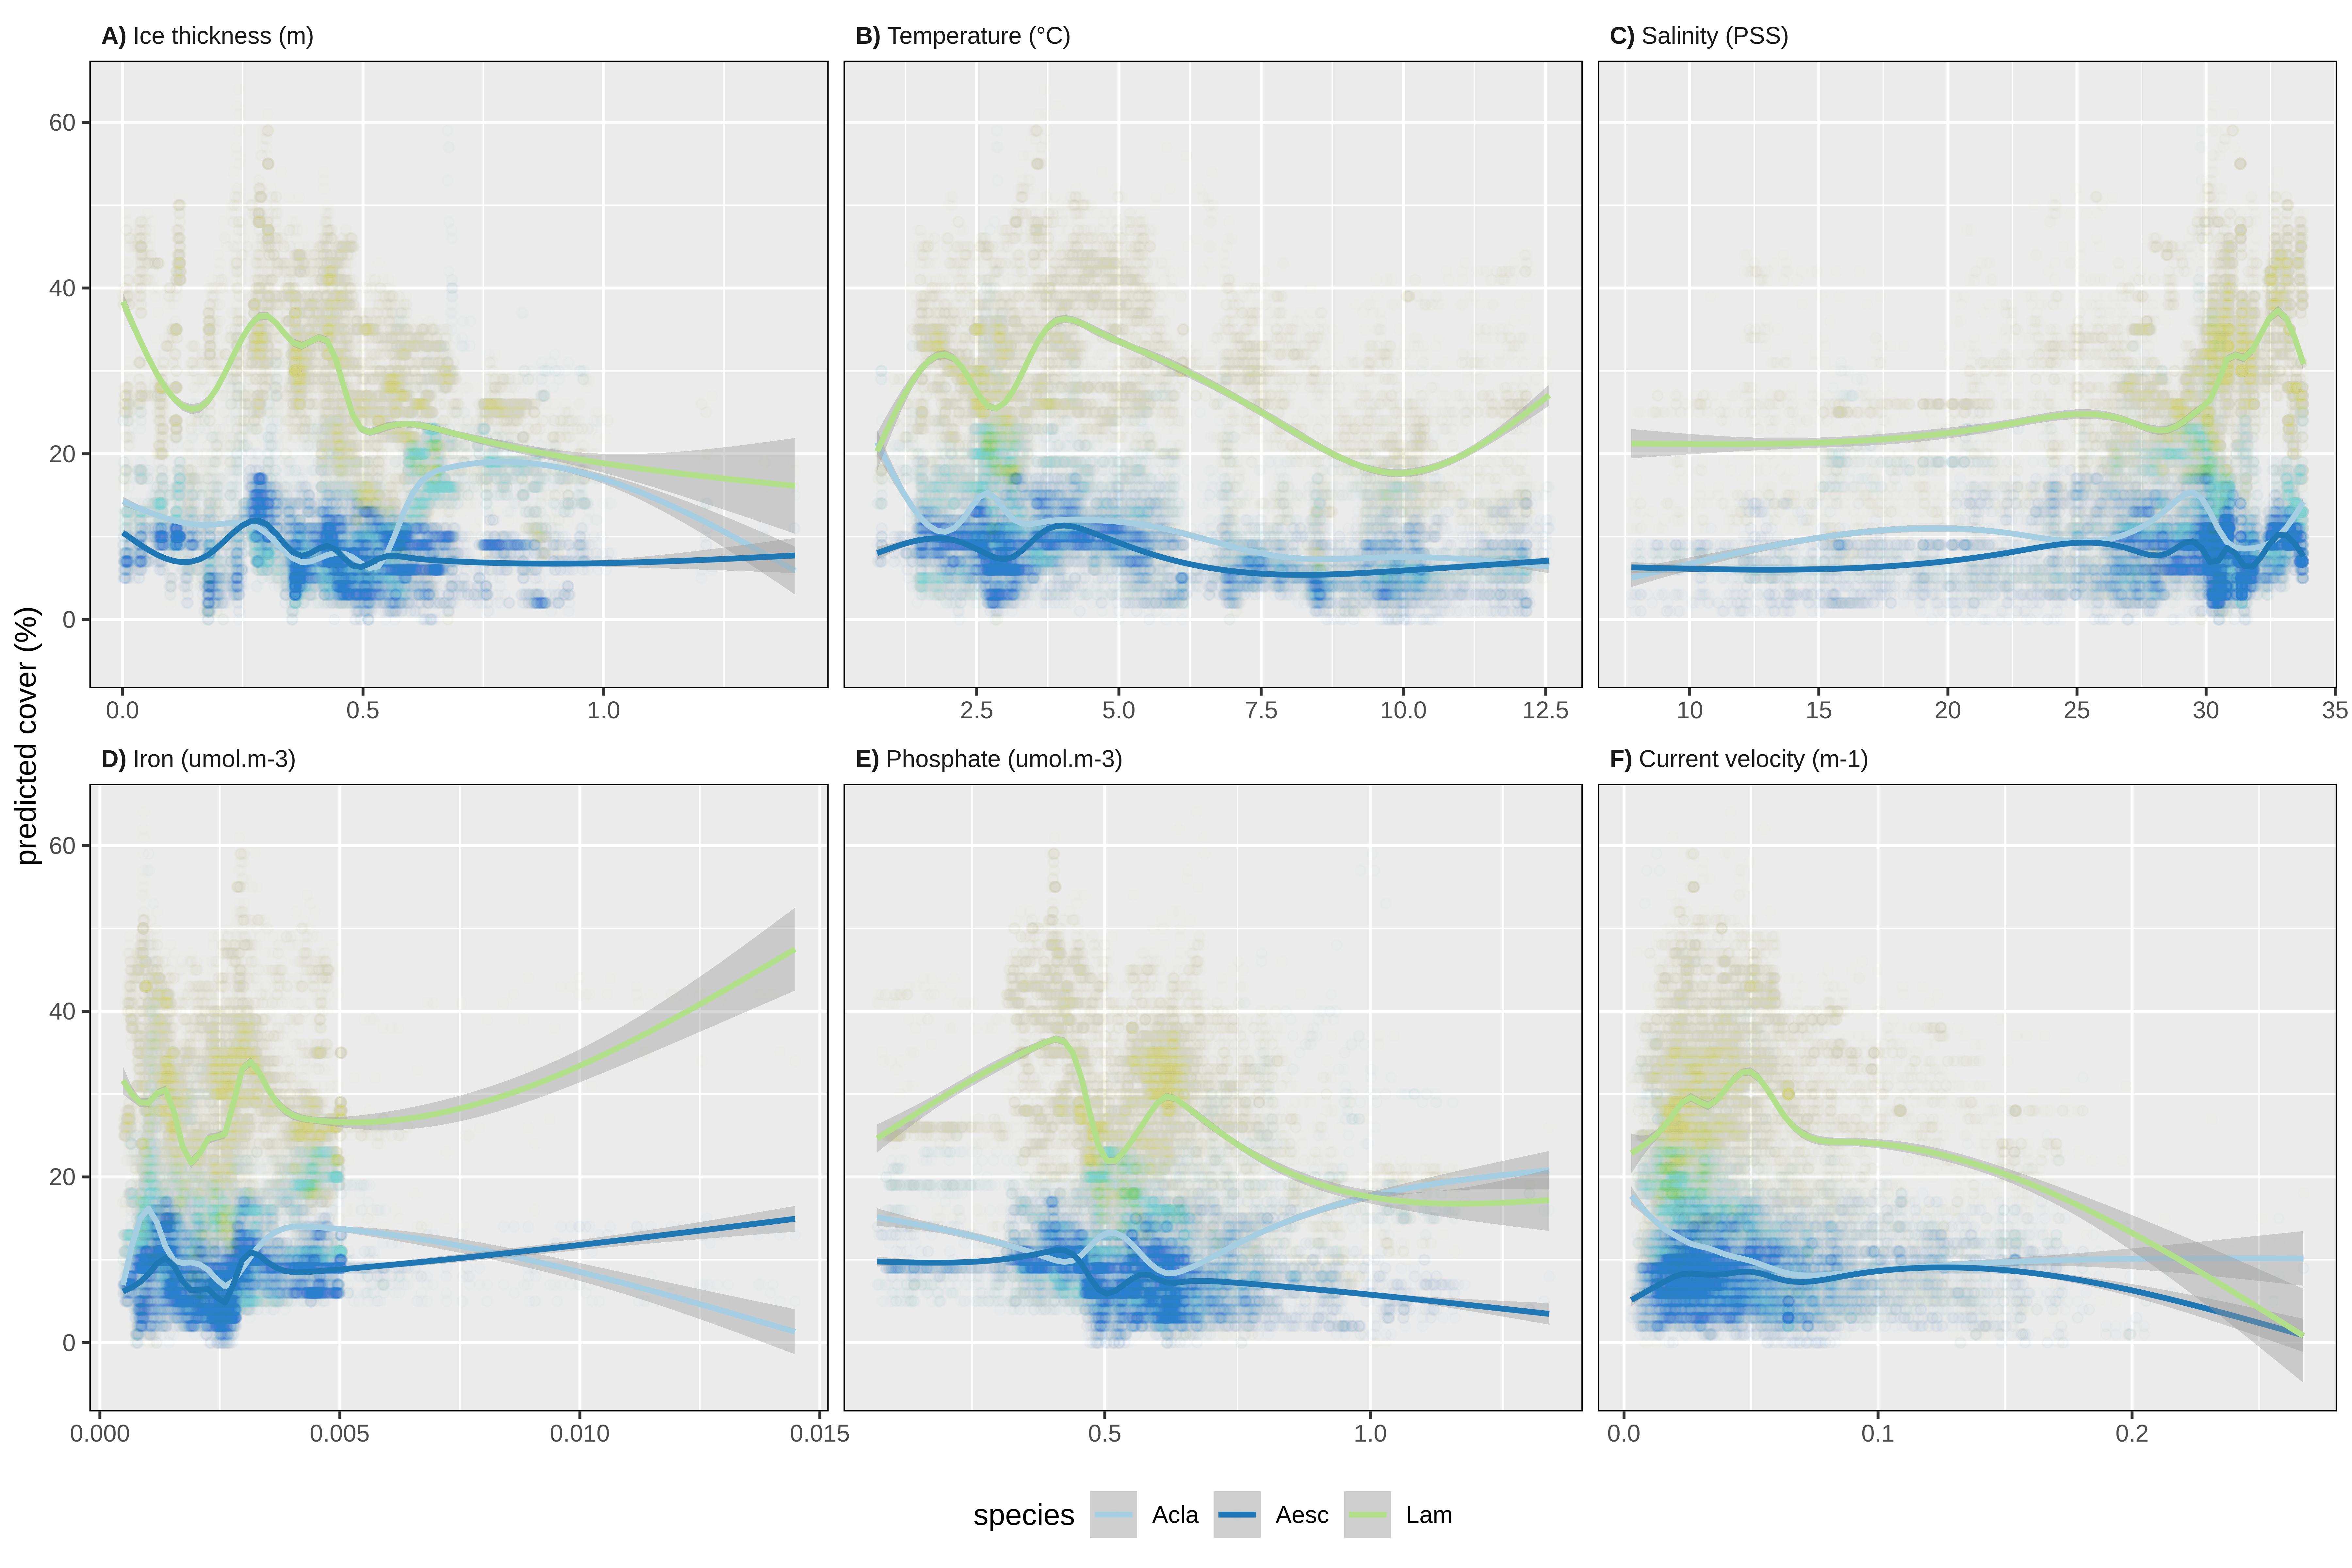 A) Ice thickness (m)
B) Temperature (°C)
C) Salinity (PSS)
60
40
20
0
0.0 0.5 1.0
2.5 5.0 7.5 10.0 12.5
10 15 20 25 30 35
predicted cover (%)
D) Iron (umol.m-3)
E) Phosphate (umol.m-3)
F) Current velocity (m-1)
60
40
20
0
0.000 0.005 0.010 0.015
0.5 1.0
0.0 0.1 0.2
species Acla Aesc Lam